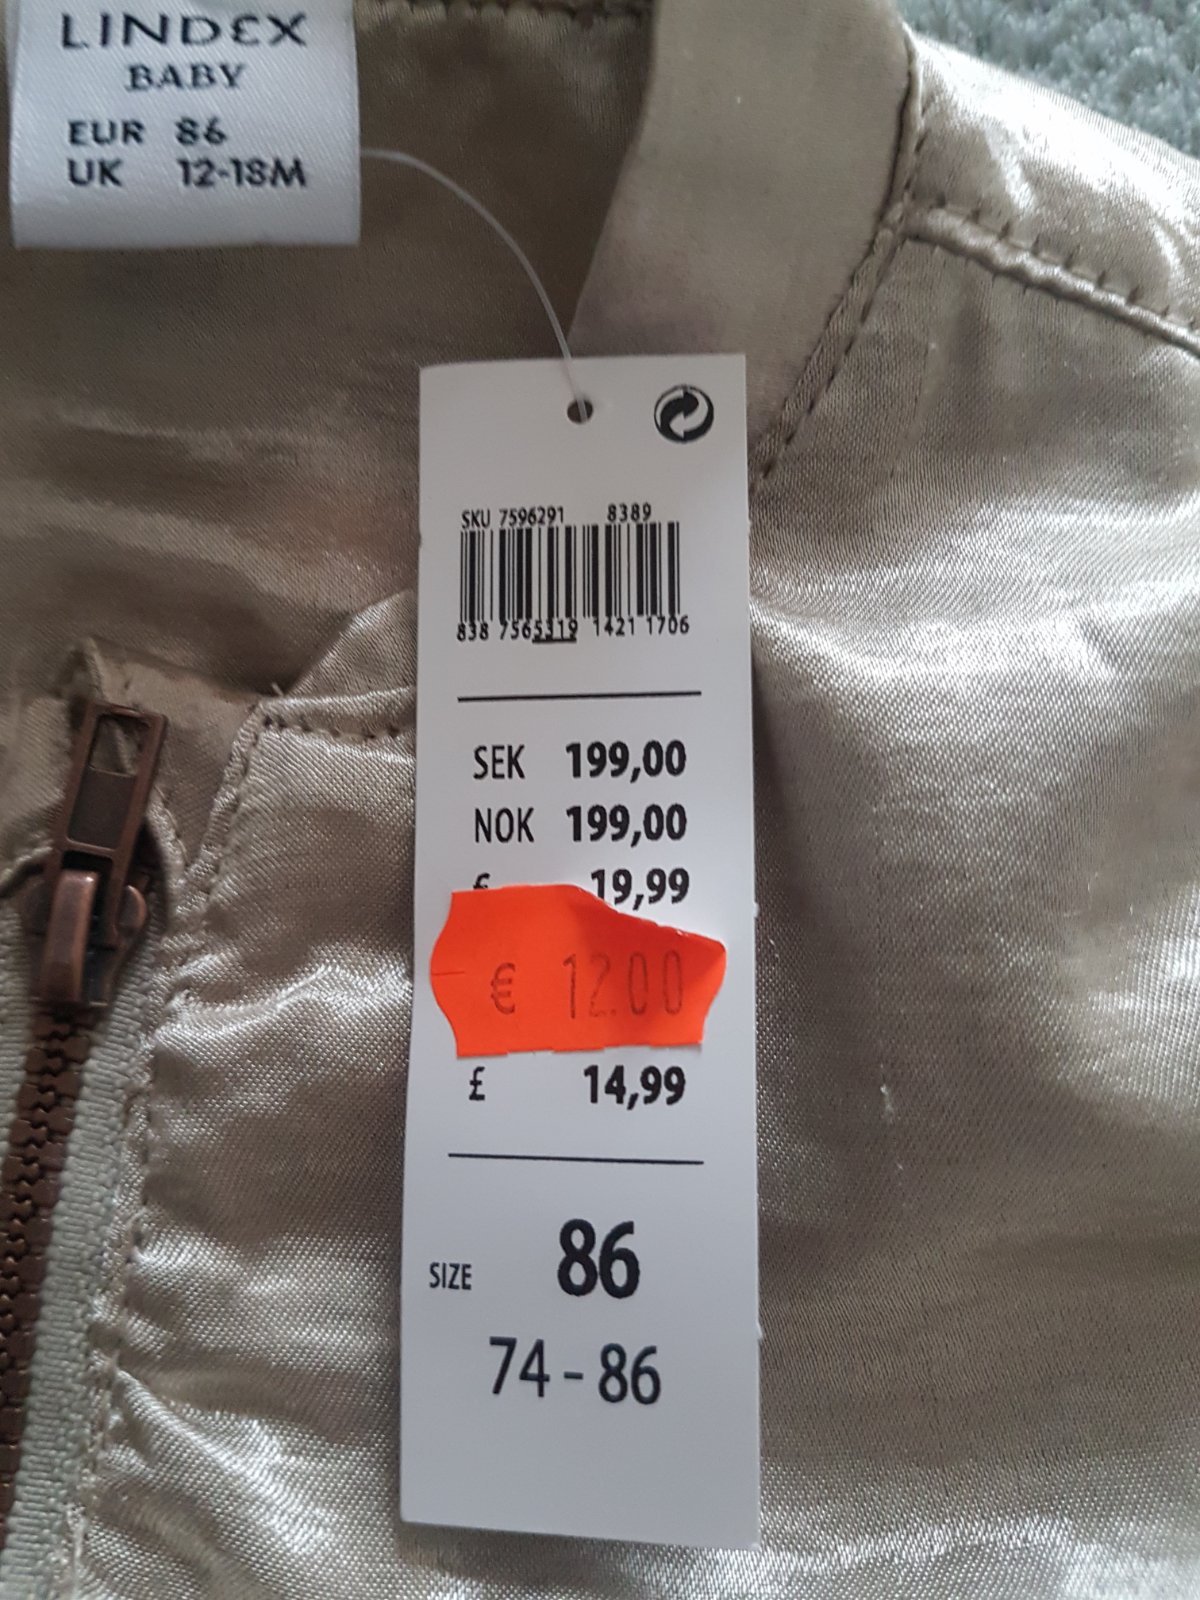 LINDEX
BABY
EUR 86
UK 12-18M
SKU 7596291 8389
838 7565319 1421 1706
SEK 199,00
NOK 199,00
19,99
€ 12.00
£ 14,99
SIZE 86
74-86